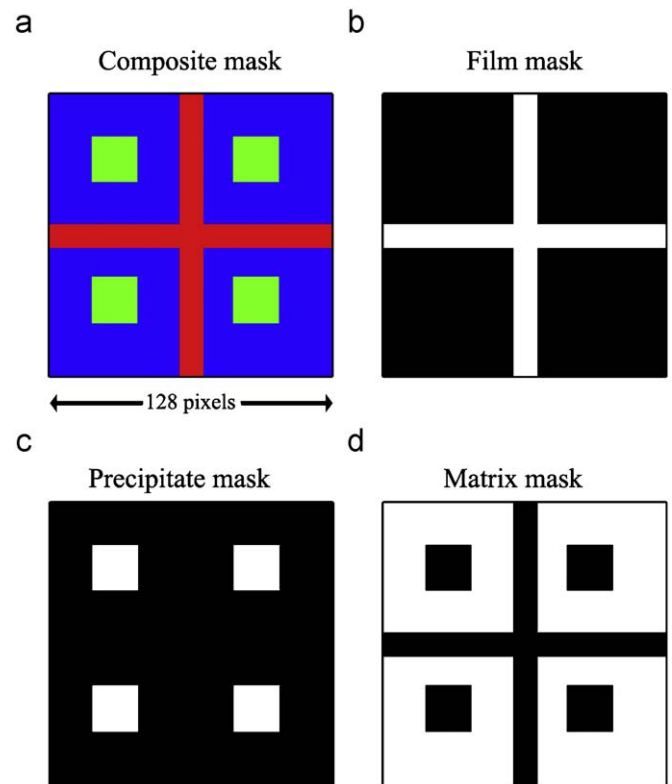 a
Composite mask
b
Film mask
128 pixels
c
Precipitate mask
d
Matrix mask